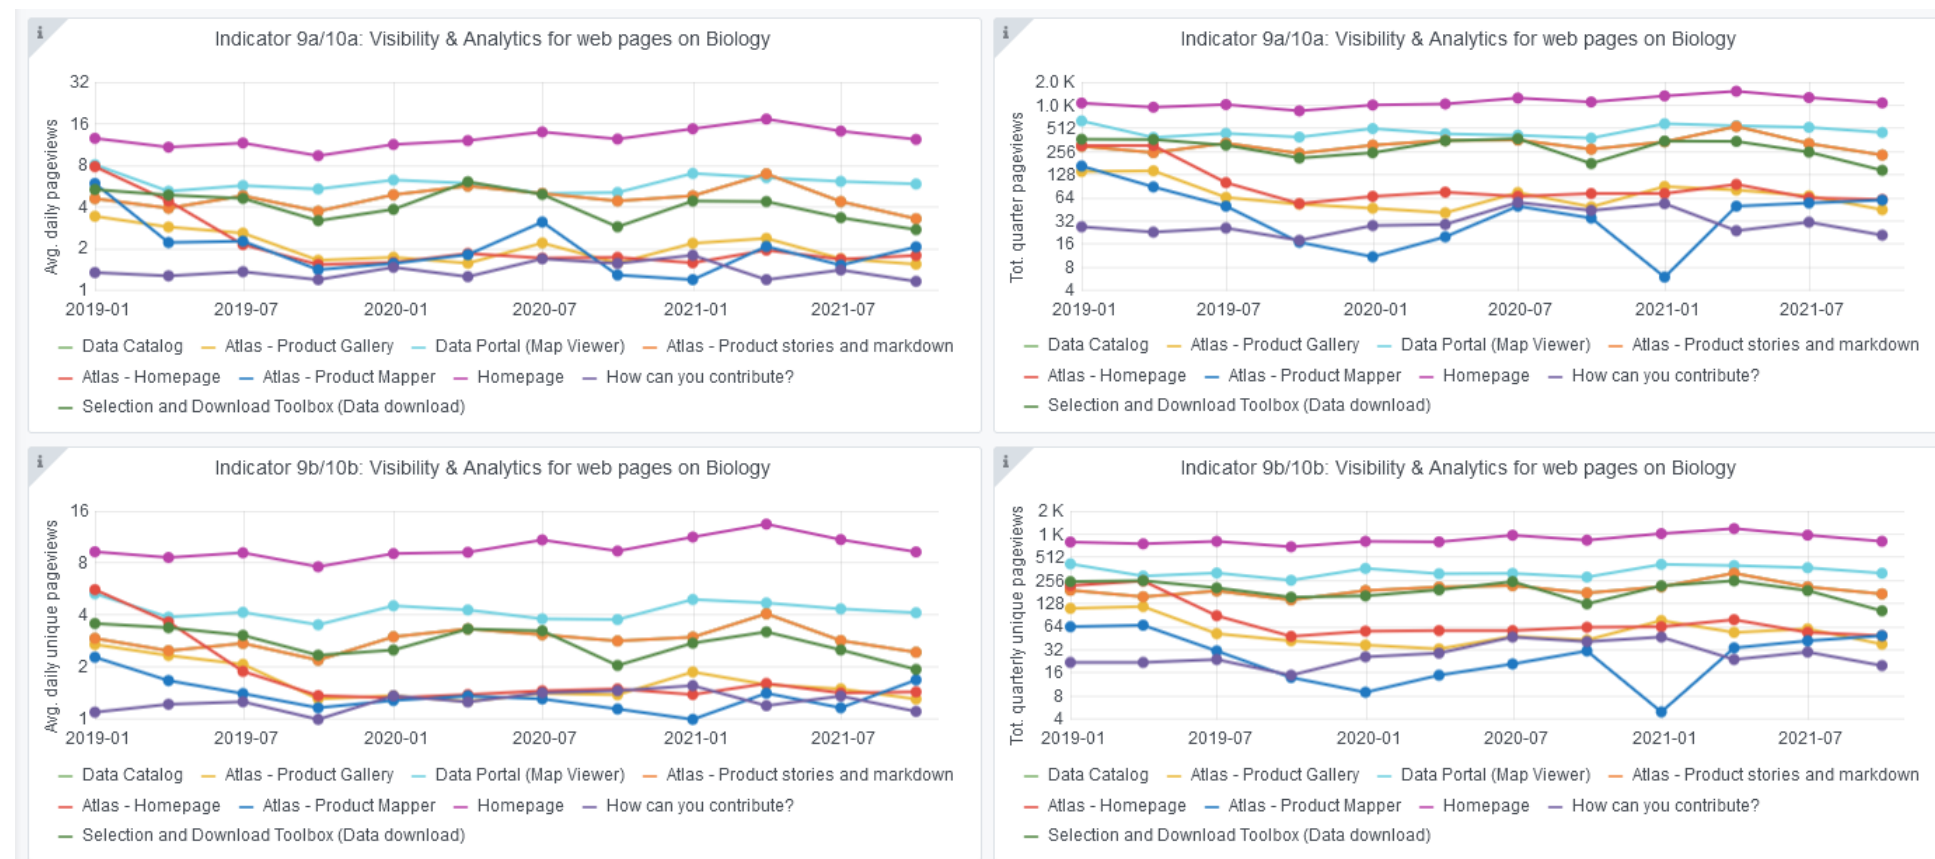 Indicator 9a/10a: Visibility & Analytics for web pages on Biology
Avg. daily pageviews
32
16
8
4
2
1
2019-01 2019-07 2020-01 2020-07 2021-01 2021-07
Data Catalog Atlas - Product Gallery Data Portal (Map Viewer) Atlas - Product stories and markdown
Atlas - Homepage Atlas - Product Mapper Homepage How can you contribute?
Selection and Download Toolbox (Data download)
Indicator 9a/10a: Visibility & Analytics for web pages on Biology
Tot. quarter pageviews
2.0 K
1.0 K
512
256
128
64
32
16
8
4
2019-01 2019-07 2020-01 2020-07 2021-01 2021-07
Data Catalog Atlas - Product Gallery Data Portal (Map Viewer) Atlas - Product stories and markdown
Atlas - Homepage Atlas - Product Mapper Homepage How can you contribute?
Selection and Download Toolbox (Data download)
Indicator 9b/10b: Visibility & Analytics for web pages on Biology
Avg. daily unique pageviews
16
8
4
2
1
2019-01 2019-07 2020-01 2020-07 2021-01 2021-07
Data Catalog Atlas - Product Gallery Data Portal (Map Viewer) Atlas - Product stories and markdown
Atlas - Homepage Atlas - Product Mapper Homepage How can you contribute?
Selection and Download Toolbox (Data download)
Indicator 9b/10b: Visibility & Analytics for web pages on Biology
Tot. quarterly unique pageviews
2 K
1 K
512
256
128
64
32
16
8
4
2019-01 2019-07 2020-01 2020-07 2021-01 2021-07
Data Catalog Atlas - Product Gallery Data Portal (Map Viewer) Atlas - Product stories and markdown
Atlas - Homepage Atlas - Product Mapper Homepage How can you contribute?
Selection and Download Toolbox (Data download)